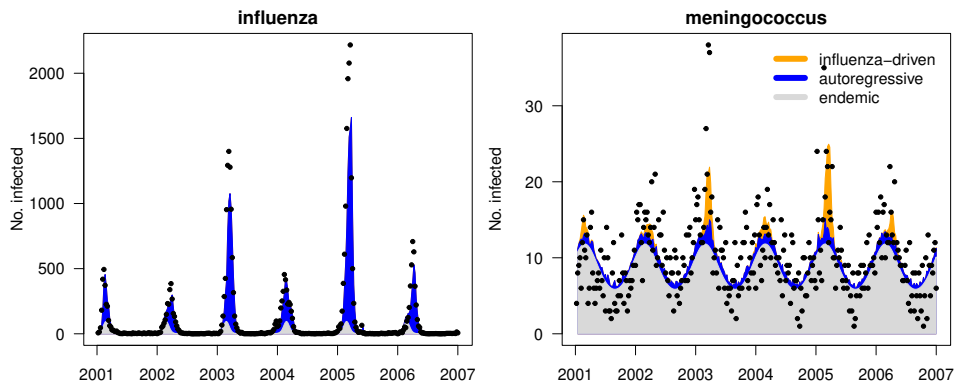 influenza
No. infected
2000
1500
1000
500
0
2001 2002 2003 2004 2005 2006 2007
meningococcus
No. infected
30
20
10
0
influenza−driven
autoregressive
endemic
2001 2002 2003 2004 2005 2006 2007